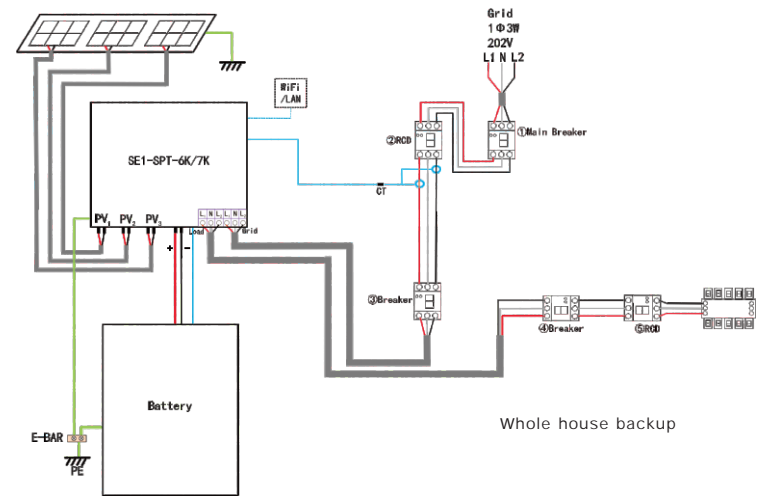 Grid
1Φ3W
202V
L1 N L2
WiFi
/LAN
②RCD
①Main Breaker
SE1-SPT-6K/7K
CT
PV1 PV2 PV3
L N L L N L
Load
Grid
+ -
③Breaker
④Breaker
⑤RCD
Battery
Whole house backup
E-BAR
PE